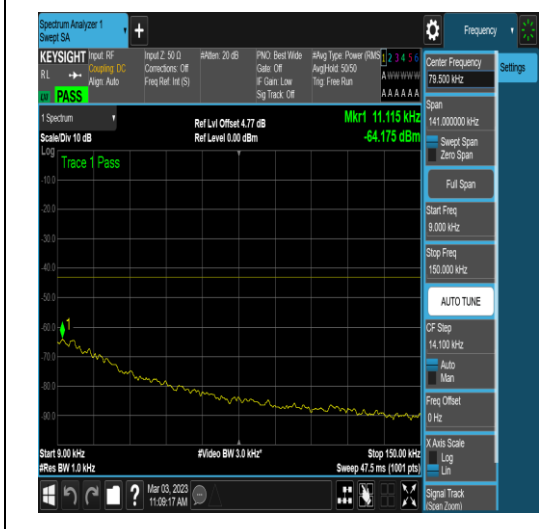 Spectrum Analyzer 1
Swept SA
+
Frequency
KEYSIGHT
RL
PASS
Input: RF
Coupling: DC
Align: Auto
Input Z: 50 Ω
Corrections: Off
Freq Ref: Int (S)
#Atten: 20 dB
PNO: Best Wide
Gate: Off
IF Gain: Low
Sig Track: Off
#Avg Type: Power (RMS)
Avg|Hold: 50/50
Trig: Free Run
1 2 3 4 5 6
A W W W W W
A A A A A A
1 Spectrum
Scale/Div 10 dB
Ref Lvl Offset 4.77 dB
Ref Level 0.00 dBm
Mkr1 11.115 kHz
-64.175 dBm
Log
Trace 1 Pass
-10.0
-20.0
-30.0
-40.0
-50.0
-60.0
-70.0
-80.0
-90.0
1
Start 9.00 kHz
#Res BW 1.0 kHz
#Video BW 3.0 kHz*
Stop 150.00 kHz
Sweep 47.5 ms (1001 pts)
?
Mar 03, 2023
11:09:17 AM
Center Frequency
79.500 kHz
Span
141.000000 kHz
Swept Span
Zero Span
Full Span
Start Freq
9.000 kHz
Stop Freq
150.000 kHz
AUTO TUNE
CF Step
14.100 kHz
Auto
Man
Freq Offset
0 Hz
X Axis Scale
Log
Lin
Signal Track
(Span Zoom)
Settings